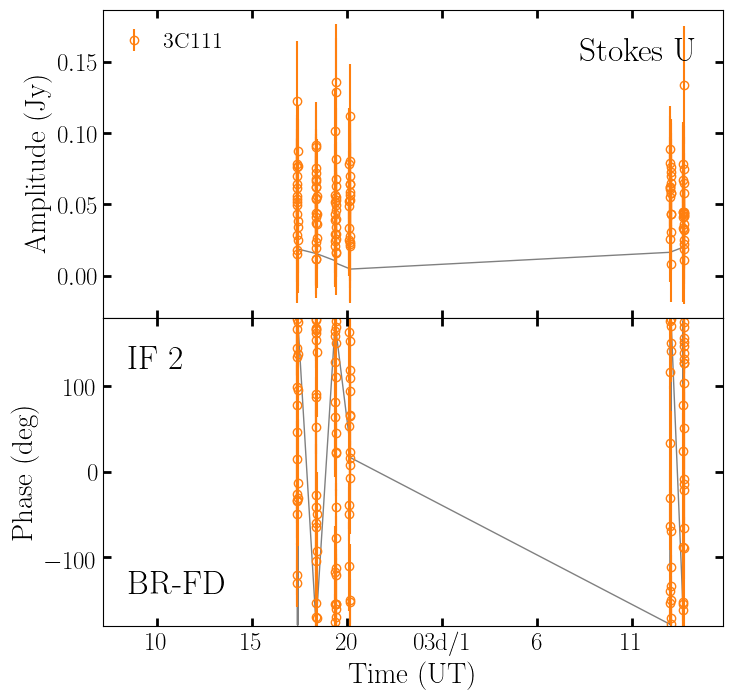 3C111
Stokes U
Amplitude (Jy)
0.15
0.10
0.05
0.00
IF 2
BR-FD
Phase (deg)
100
0
−100
10 15 20 03d/1 6 11
Time (UT)